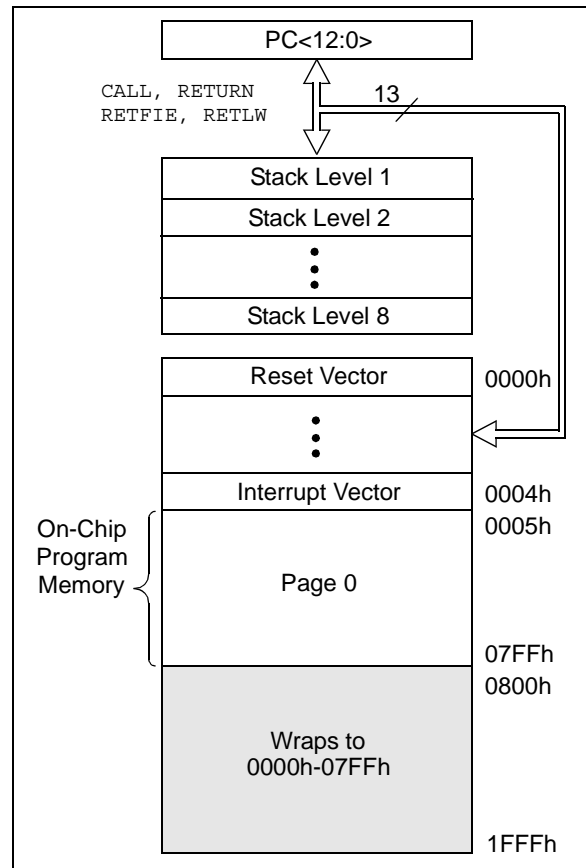 PC<12:0>
CALL, RETURN
RETFIE, RETLW
13
Stack Level 1
Stack Level 2
Stack Level 8
Reset Vector
0000h
Interrupt Vector
0004h
On-Chip
Program
Memory
0005h
Page 0
07FFh
0800h
Wraps to
0000h-07FFh
1FFFh